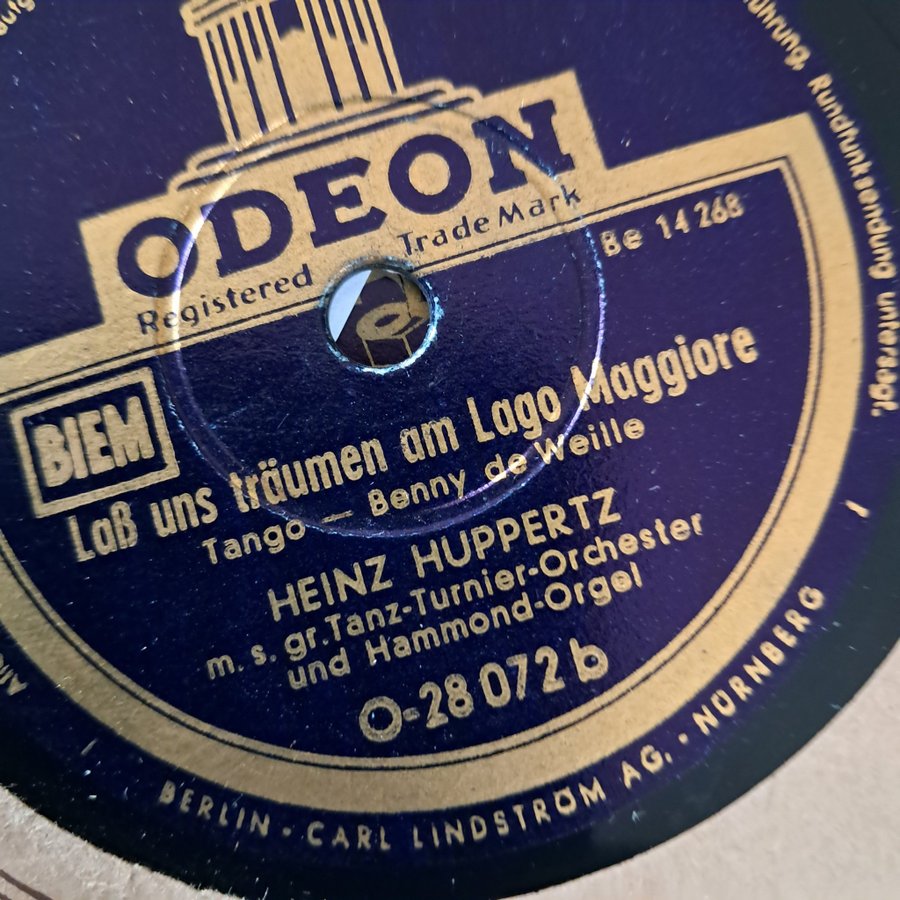 ODEON
Registered Trade Mark
Be 14 268
BIEM
Laß uns träumen am Lago Maggiore
Tango — Benny de Weille
HEINZ HUPPERTZ
m. s. gr. Tanz-Turnier-Orchester
und Hammond-Orgel
O-28 072 b
Rundfunksendung untersagt.
BERLIN - CARL LINDSTRÖM AG. - NÜRNBERG